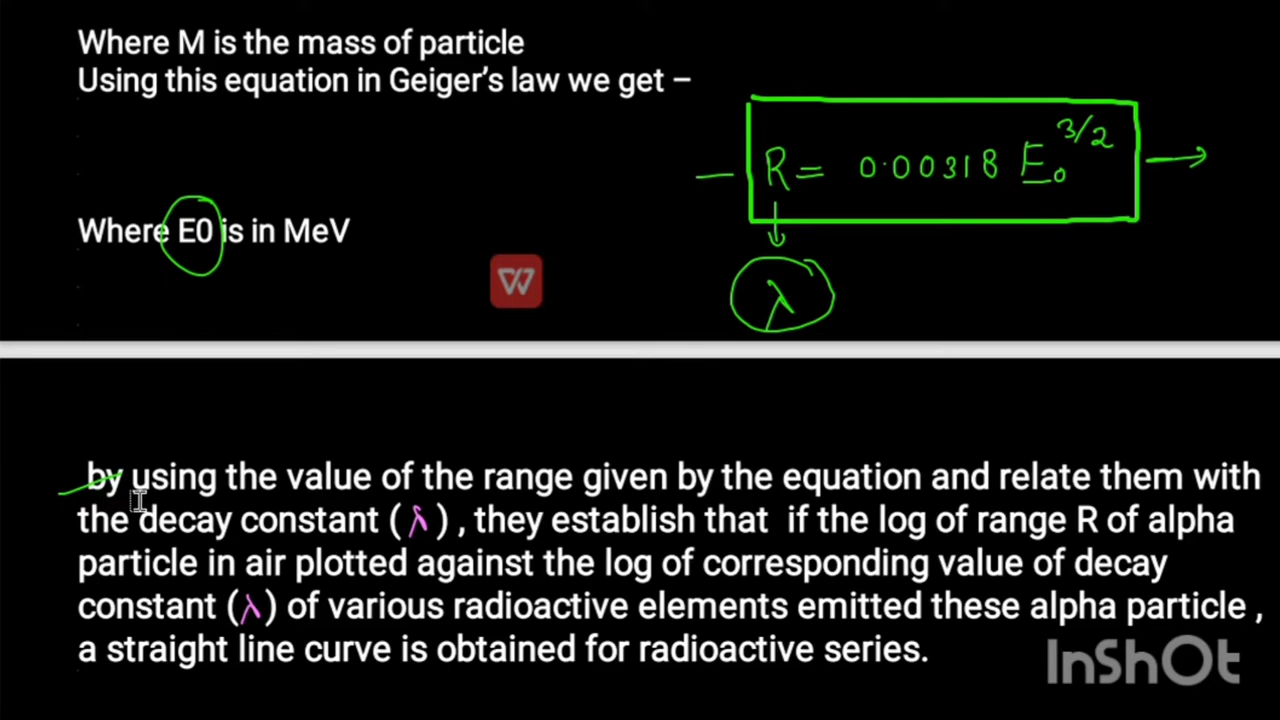 Where M is the mass of particle
Using this equation in Geiger's law we get –
R = 0.00318 E₀^3/2
Where E0 is in MeV
λ
by using the value of the range given by the equation and relate them with
the decay constant (λ), they establish that if the log of range R of alpha
particle in air plotted against the log of corresponding value of decay
constant (λ) of various radioactive elements emitted these alpha particle ,
a straight line curve is obtained for radioactive series.
InShOt